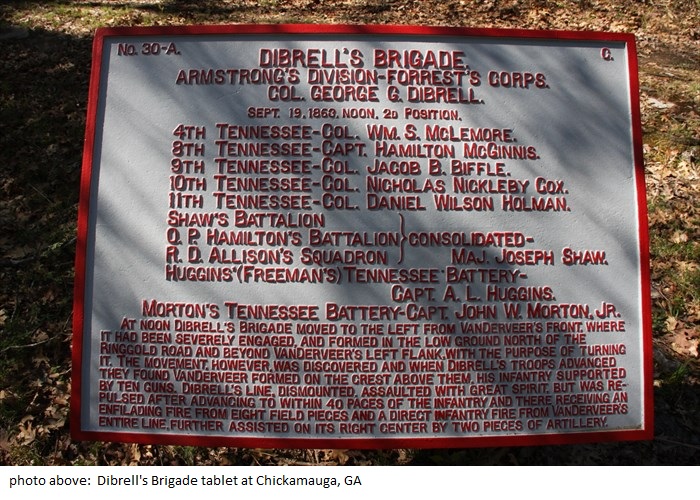 No. 30-A. C.
DIBRELL'S BRIGADE.
ARMSTRONG'S DIVISION-FORREST'S CORPS.
COL. GEORGE G. DIBRELL.
SEPT. 19, 1863, NOON, 2D POSITION.
4TH TENNESSEE-COL. WM. S. MCLEMORE.
8TH TENNESSEE-CAPT. HAMILTON MCGINNIS.
9TH TENNESSEE-COL. JACOB B. BIFFLE.
10TH TENNESSEE-COL. NICHOLAS NICKLEBY COX.
11TH TENNESSEE-COL. DANIEL WILSON HOLMAN.
SHAW'S BATTALION
O. P. HAMILTON'S BATTALION } CONSOLIDATED-
R. D. ALLISON'S SQUADRON MAJ. JOSEPH SHAW.
HUGGINS'(FREEMAN'S) TENNESSEE BATTERY-
CAPT. A. L. HUGGINS.
MORTON'S TENNESSEE BATTERY-CAPT. JOHN W. MORTON, JR.
AT NOON DIBRELL'S BRIGADE MOVED TO THE LEFT FROM VANDERVEER'S FRONT, WHERE
IT HAD BEEN SEVERELY ENGAGED, AND FORMED IN THE LOW GROUND NORTH OF THE
RINGGOLD ROAD AND BEYOND VANDERVEER'S LEFT FLANK, WITH THE PURPOSE OF TURNING
IT. THE MOVEMENT, HOWEVER, WAS DISCOVERED AND WHEN DIBRELL'S TROOPS ADVANCED
THEY FOUND VANDERVEER FORMED ON THE CREST ABOVE THEM, HIS INFANTRY SUPPORTED
BY TEN GUNS. DIBRELL'S LINE, DISMOUNTED, ASSAULTED WITH GREAT SPIRIT, BUT WAS RE-
PULSED AFTER ADVANCING TO WITHIN 40 PACES OF THE INFANTRY AND THERE RECEIVING AN
ENFILADING FIRE FROM EIGHT FIELD PIECES AND A DIRECT INFANTRY FIRE FROM VANDERVEER'S
ENTIRE LINE, FURTHER ASSISTED ON ITS RIGHT CENTER BY TWO PIECES OF ARTILLERY.
photo above: Dibrell's Brigade tablet at Chickamauga, GA